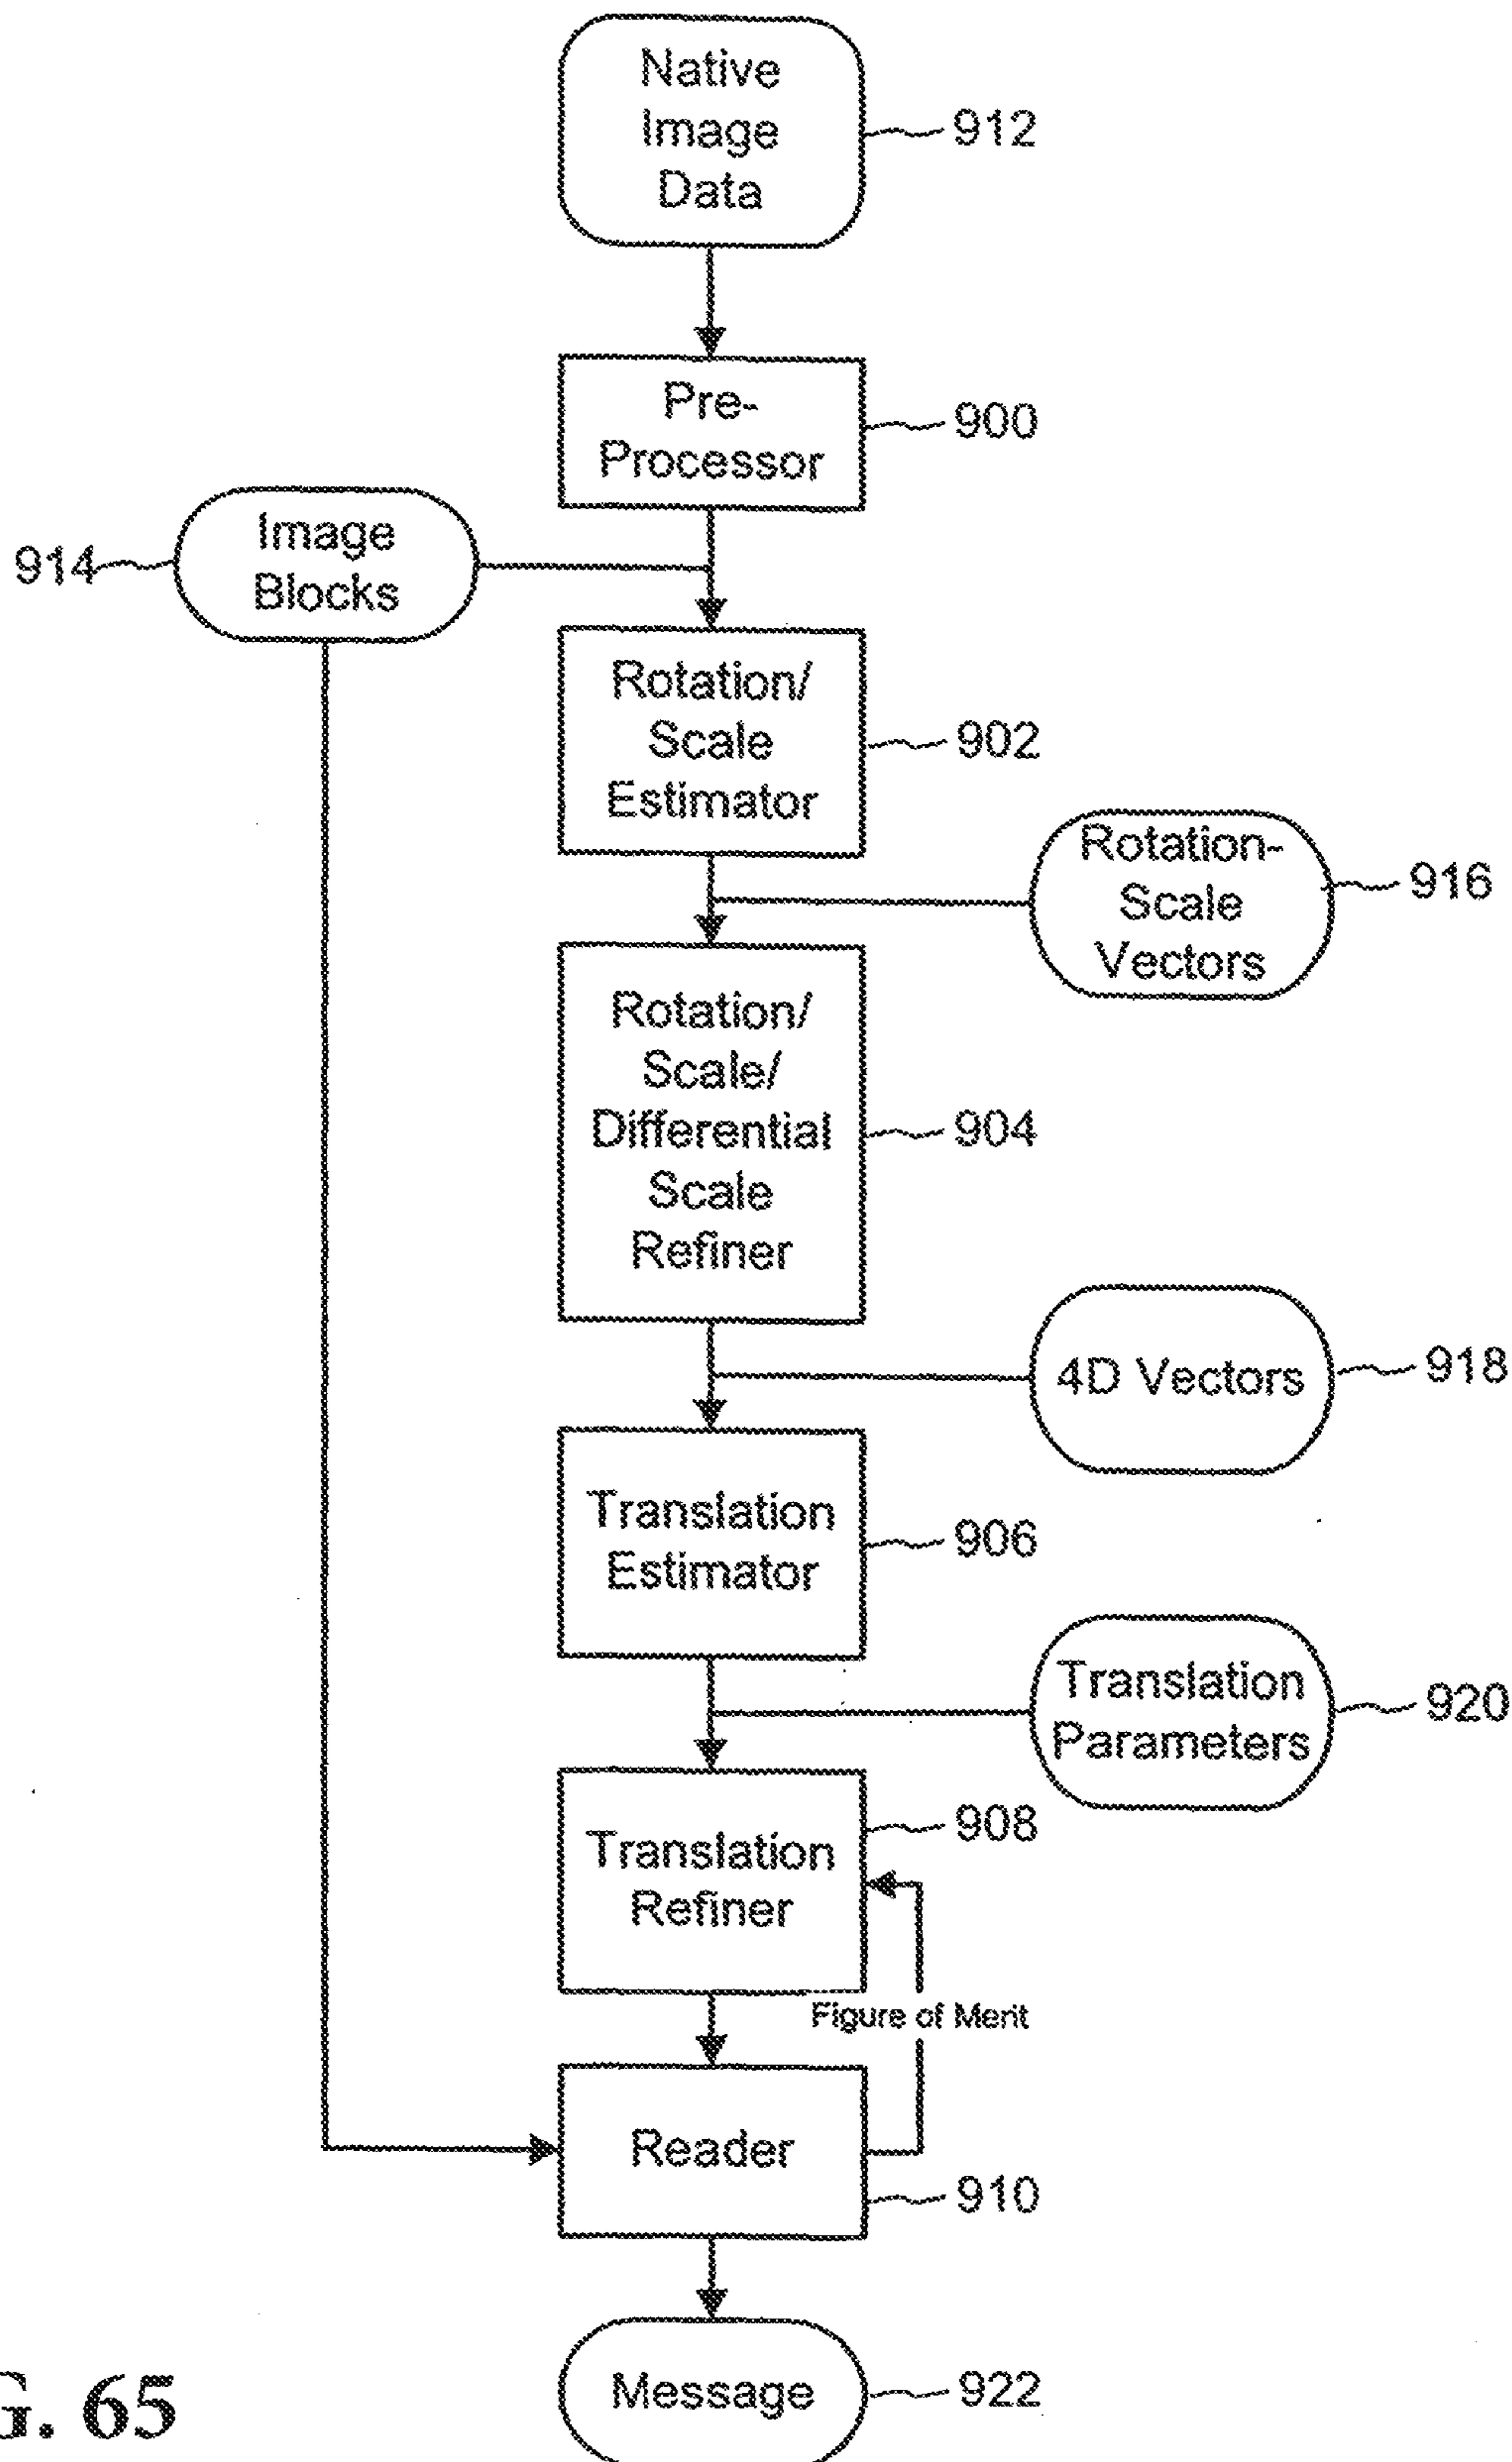 Native
Image
Data
912
Pre-
Processor
900
Image
Blocks
914
Rotation/
Scale
Estimator
902
Rotation-
Scale
Vectors
916
Rotation/
Scale/
Differential
Scale
Refiner
904
4D Vectors
918
Translation
Estimator
906
Translation
Parameters
920
Translation
Refiner
908
Figure of Merit
Reader
910
Message
922
G. 65